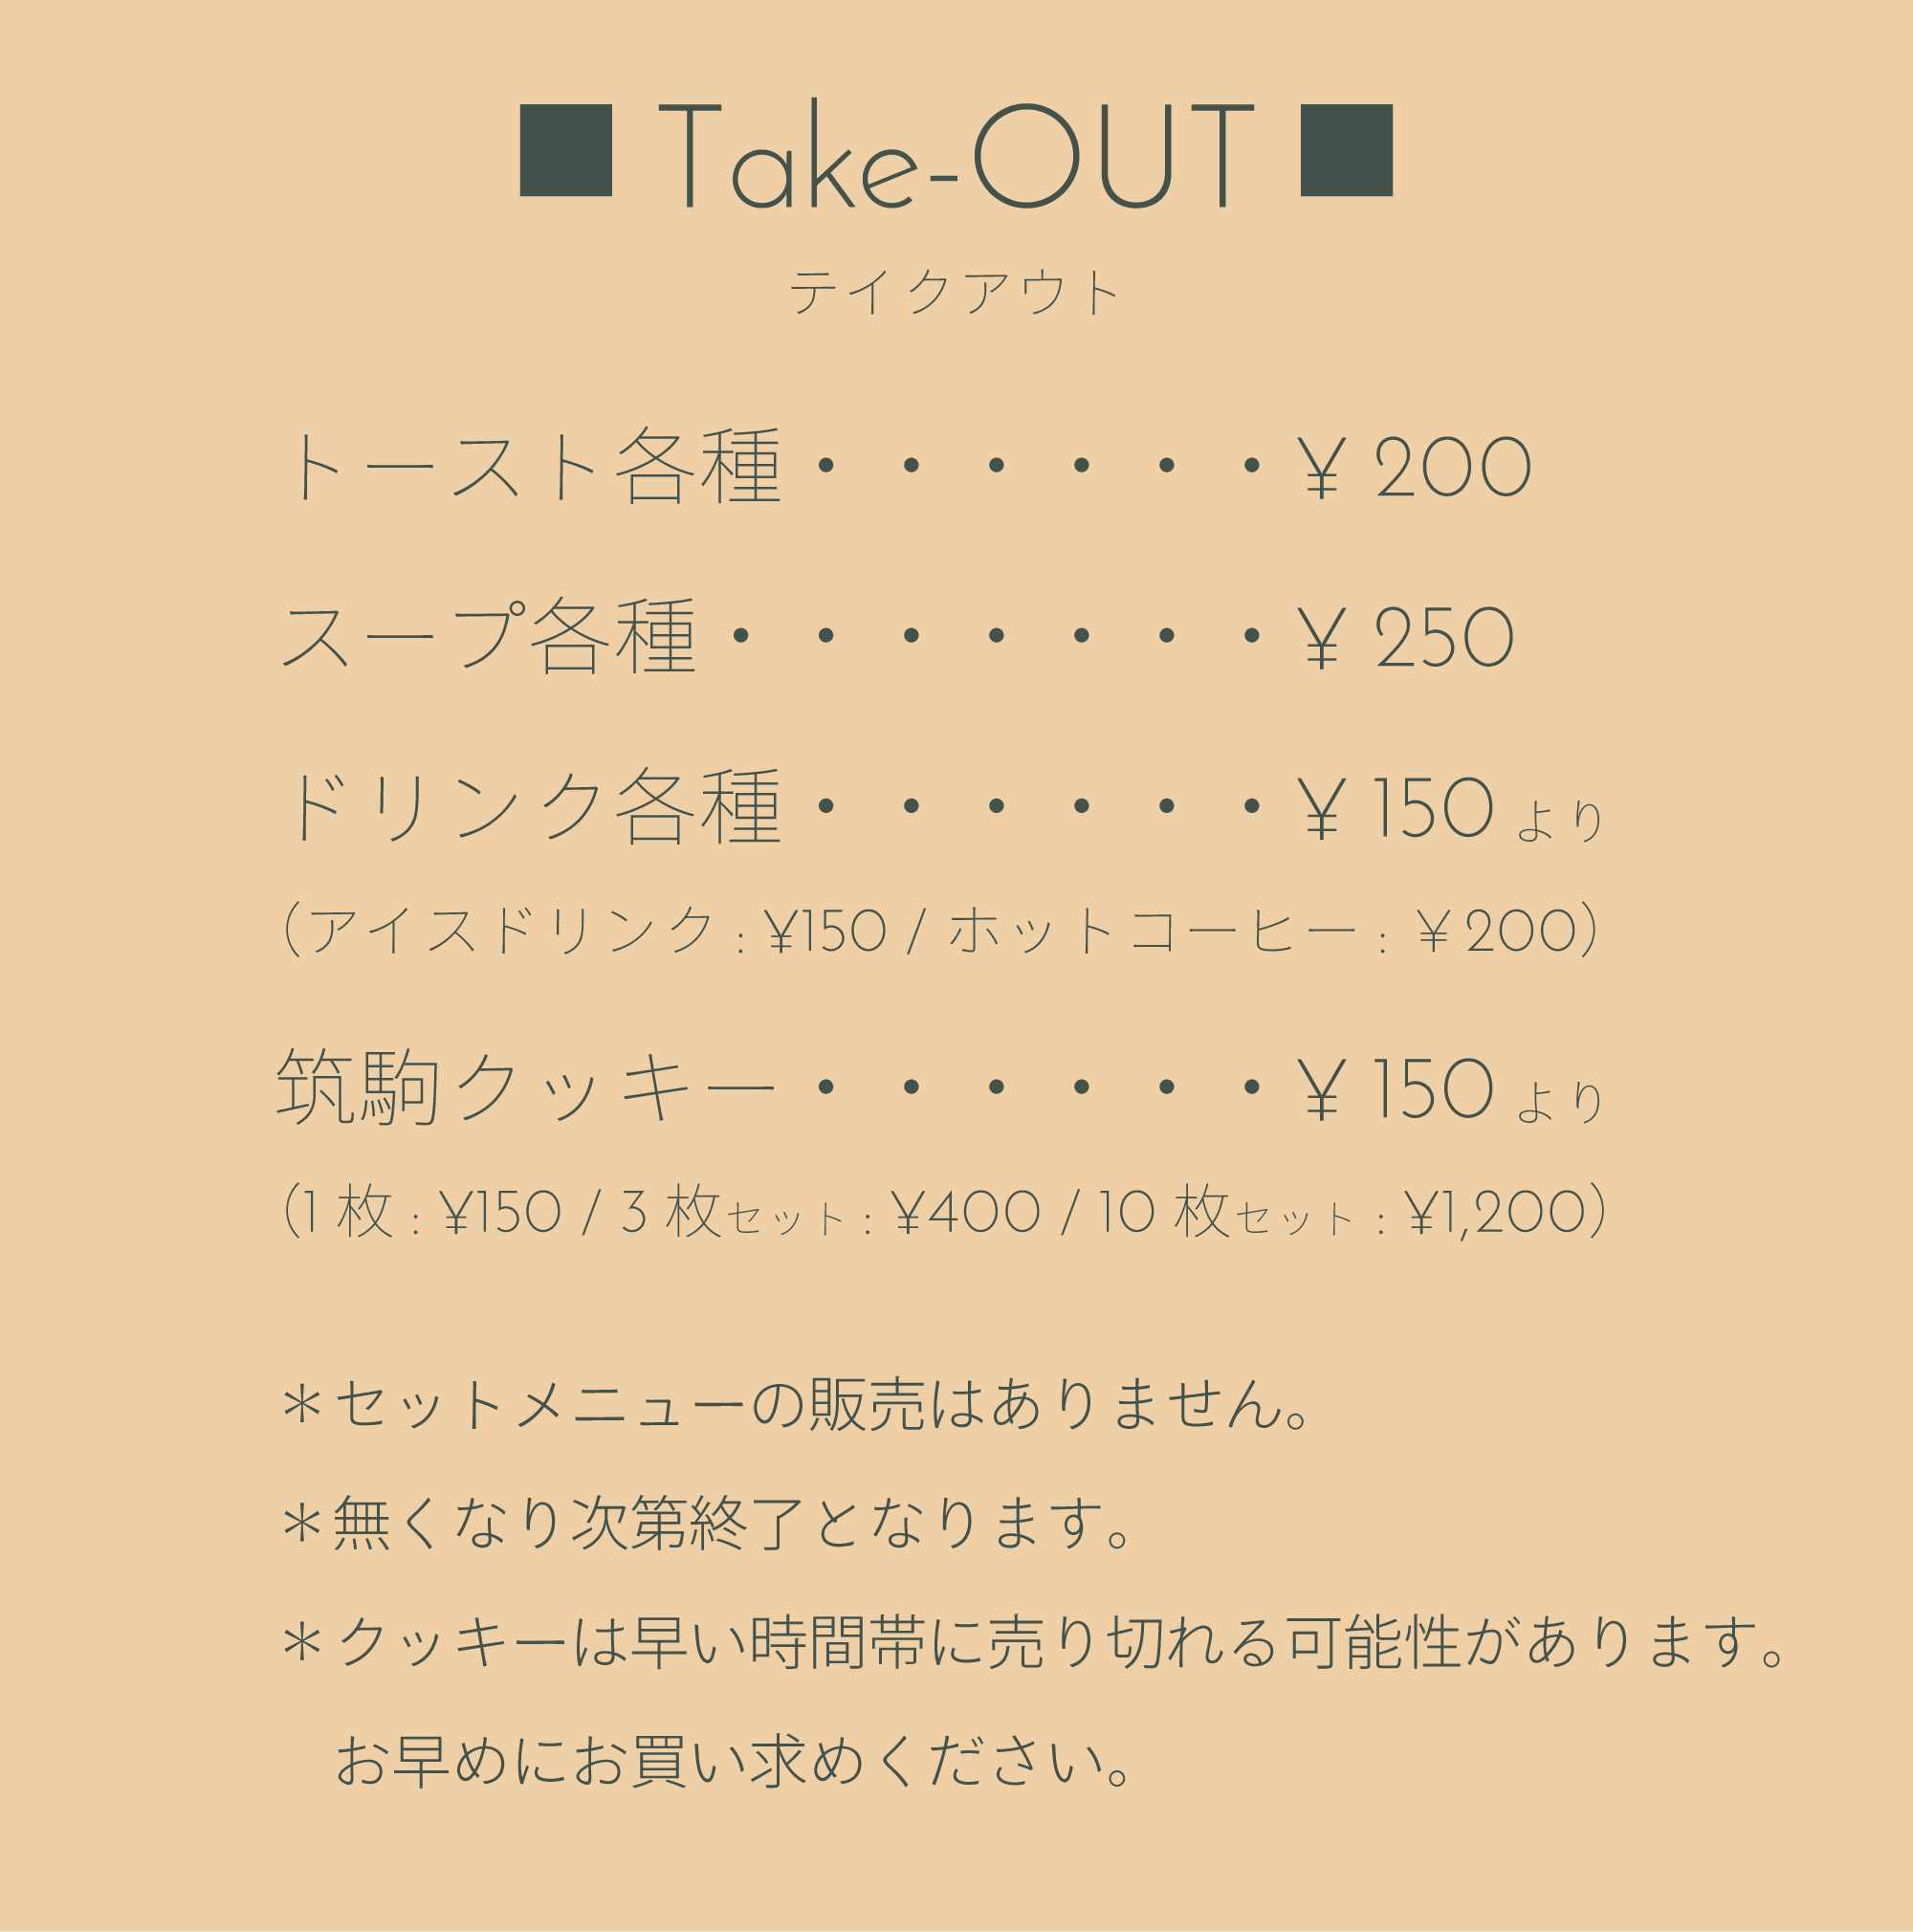 ■ Take-OUT ■
テイクアウト
トースト各種・・・・・・¥ 200
スープ各種・・・・・・・¥ 250
ドリンク各種・・・・・・¥ 150 より
（アイスドリンク : ¥150 / ホットコーヒー : ¥ 200）
筑駒クッキー・・・・・・¥ 150 より
（1 枚 : ¥150 / 3 枚セット : ¥400 / 10 枚セット : ¥1,200）
＊セットメニューの販売はありません。
＊無くなり次第終了となります。
＊クッキーは早い時間帯に売り切れる可能性があります。
お早めにお買い求めください。